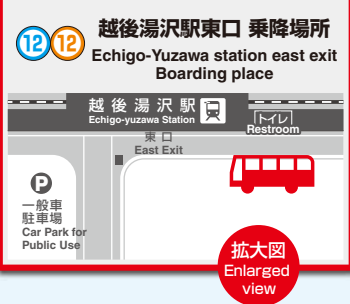 12 12 越後湯沢駅東口 乗降場所
Echigo-Yuzawa station east exit
Boarding place
越後湯沢駅
Echigo-yuzawa Station
トイレ
Restroom
東口
East Exit
P
一般車
駐車場
Car Park for
Public Use
拡大図
Enlarged
view